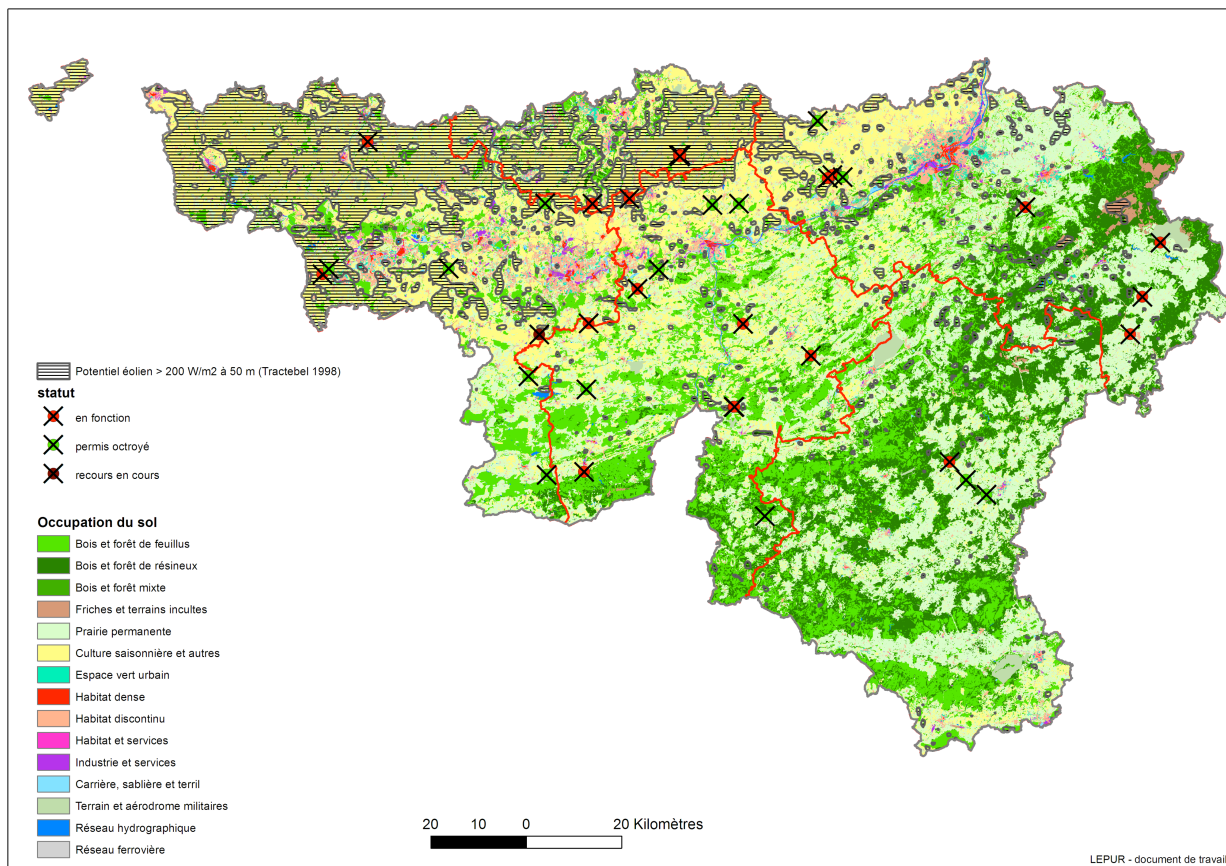 Potentiel éolien > 200 W/m2 à 50 m (Tractebel 1998)
statut
en fonction
permis octroyé
recours en cours
Occupation du sol
Bois et forêt de feuillus
Bois et forêt de résineux
Bois et forêt mixte
Friches et terrains incultes
Prairie permanente
Culture saisonnière et autres
Espace vert urbain
Habitat dense
Habitat discontinu
Habitat et services
Industrie et services
Carrière, sablière et terril
Terrain et aérodrome militaires
Réseau hydrographique
Réseau ferrovière
20 10 0 20 Kilomètres
LEPUR - document de travail